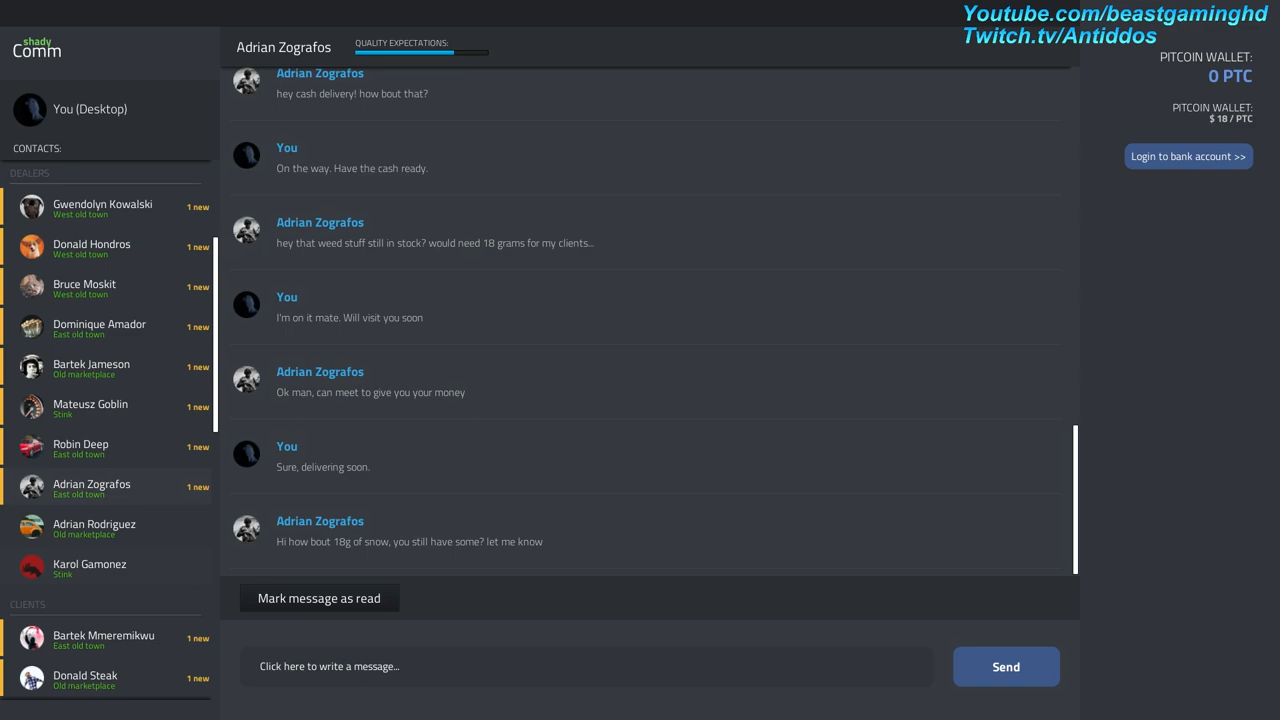 Youtube.com/beastgaminghd
Twitch.tv/Antiddos
shady
Comm
You (Desktop)
CONTACTS:
DEALERS
Gwendolyn Kowalski
West old town
1 new
Donald Hondros
West old town
1 new
Bruce Moskit
West old town
1 new
Dominique Amador
East old town
1 new
Bartek Jameson
Old marketplace
1 new
Mateusz Goblin
Stink
1 new
Robin Deep
East old town
1 new
Adrian Zografos
East old town
1 new
Adrian Rodriguez
Old marketplace
Karol Gamonez
Stink
CLIENTS
Bartek Mmeremikwu
East old town
1 new
Donald Steak
Old marketplace
1 new
Adrian Zografos
QUALITY EXPECTATIONS:
Adrian Zografos
hey cash delivery! how bout that?
You
On the way. Have the cash ready.
Adrian Zografos
hey that weed stuff still in stock? would need 18 grams for my clients...
You
I'm on it mate. Will visit you soon
Adrian Zografos
Ok man, can meet to give you your money
You
Sure, delivering soon.
Adrian Zografos
Hi how bout 18g of snow, you still have some? let me know
Mark message as read
Click here to write a message...
Send
PITCOIN WALLET:
0 PTC
PITCOIN WALLET:
$ 18 / PTC
Login to bank account >>